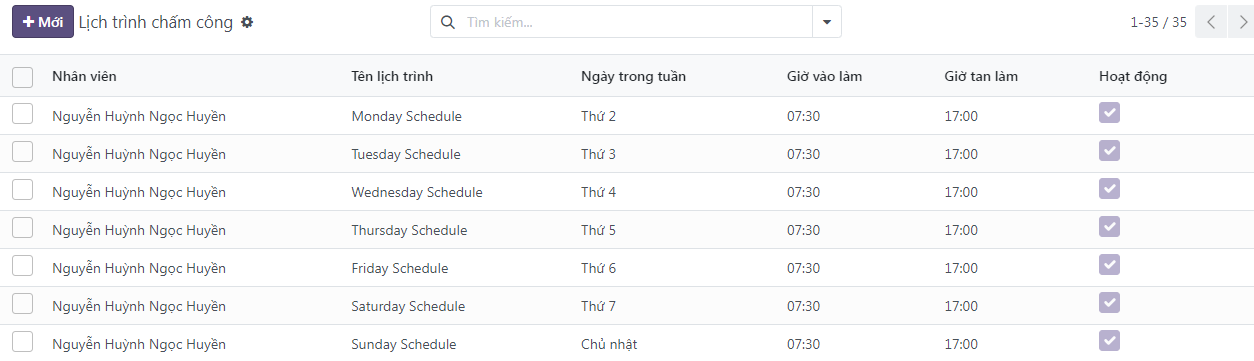 + Mới Lịch trình chấm công Tìm kiếm... 1-35 / 35
Nhân viên Tên lịch trình Ngày trong tuần Giờ vào làm Giờ tan làm Hoạt động
Nguyễn Huỳnh Ngọc Huyền Monday Schedule Thứ 2 07:30 17:00
Nguyễn Huỳnh Ngọc Huyền Tuesday Schedule Thứ 3 07:30 17:00
Nguyễn Huỳnh Ngọc Huyền Wednesday Schedule Thứ 4 07:30 17:00
Nguyễn Huỳnh Ngọc Huyền Thursday Schedule Thứ 5 07:30 17:00
Nguyễn Huỳnh Ngọc Huyền Friday Schedule Thứ 6 07:30 17:00
Nguyễn Huỳnh Ngọc Huyền Saturday Schedule Thứ 7 07:30 17:00
Nguyễn Huỳnh Ngọc Huyền Sunday Schedule Chủ nhật 07:30 17:00